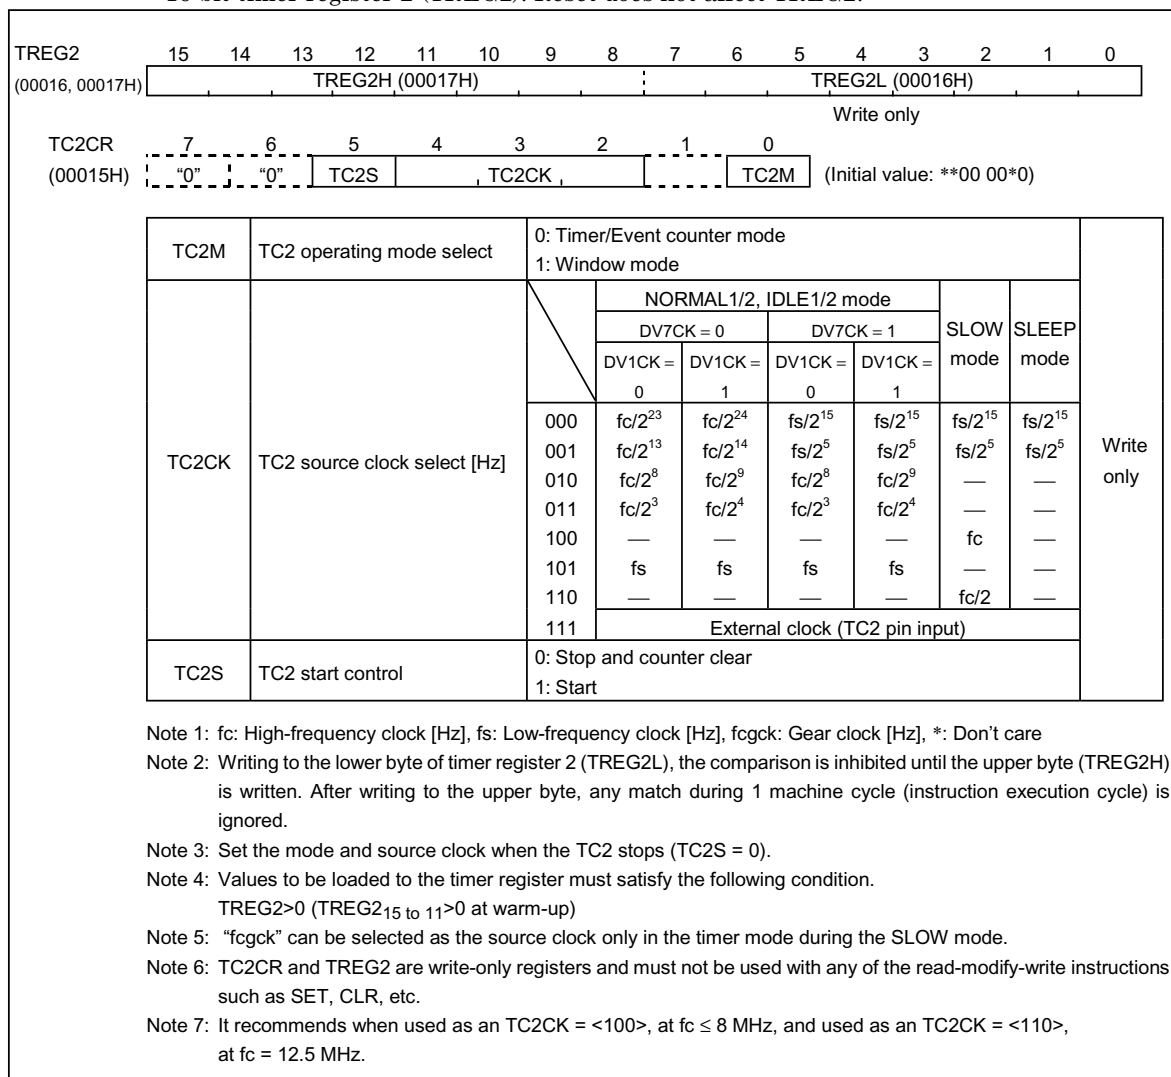 16-bit timer register 2 (TREG2). Reset does not affect TREG2.
TREG2 15 14 13 12 11 10 9 8 7 6 5 4 3 2 1 0
(00016, 00017H) TREG2H (00017H) TREG2L (00016H)
Write only
TC2CR 7 6 5 4 3 2 1 0
(00015H) “0” “0” TC2S TC2CK TC2M (Initial value: **00 00*0)
TC2M TC2 operating mode select 0: Timer/Event counter mode
1: Window mode
NORMAL1/2, IDLE1/2 mode SLOW mode SLEEP mode
DV7CK = 0 DV7CK = 1
DV1CK = 0 DV1CK = 1 DV1CK = 0 DV1CK = 1
000 fc/2^23 fc/2^24 fs/2^15 fs/2^15 fs/2^15 fs/2^15
TC2CK TC2 source clock select [Hz] 001 fc/2^13 fc/2^14 fs/2^5 fs/2^5 fs/2^5 fs/2^5 Write only
010 fc/2^8 fc/2^9 fc/2^8 fc/2^9 — —
011 fc/2^3 fc/2^4 fc/2^3 fc/2^4 — —
100 — — — — fc —
101 fs fs fs fs — —
110 — — — — fc/2 —
111 External clock (TC2 pin input)
TC2S TC2 start control 0: Stop and counter clear
1: Start
Note 1: fc: High-frequency clock [Hz], fs: Low-frequency clock [Hz], fcgck: Gear clock [Hz], *: Don’t care
Note 2: Writing to the lower byte of timer register 2 (TREG2L), the comparison is inhibited until the upper byte (TREG2H)
is written. After writing to the upper byte, any match during 1 machine cycle (instruction execution cycle) is
ignored.
Note 3: Set the mode and source clock when the TC2 stops (TC2S = 0).
Note 4: Values to be loaded to the timer register must satisfy the following condition.
TREG2>0 (TREG2 15 to 11>0 at warm-up)
Note 5: “fcgck” can be selected as the source clock only in the timer mode during the SLOW mode.
Note 6: TC2CR and TREG2 are write-only registers and must not be used with any of the read-modify-write instructions
such as SET, CLR, etc.
Note 7: It recommends when used as an TC2CK = <100>, at fc ≤ 8 MHz, and used as an TC2CK = <110>,
at fc = 12.5 MHz.